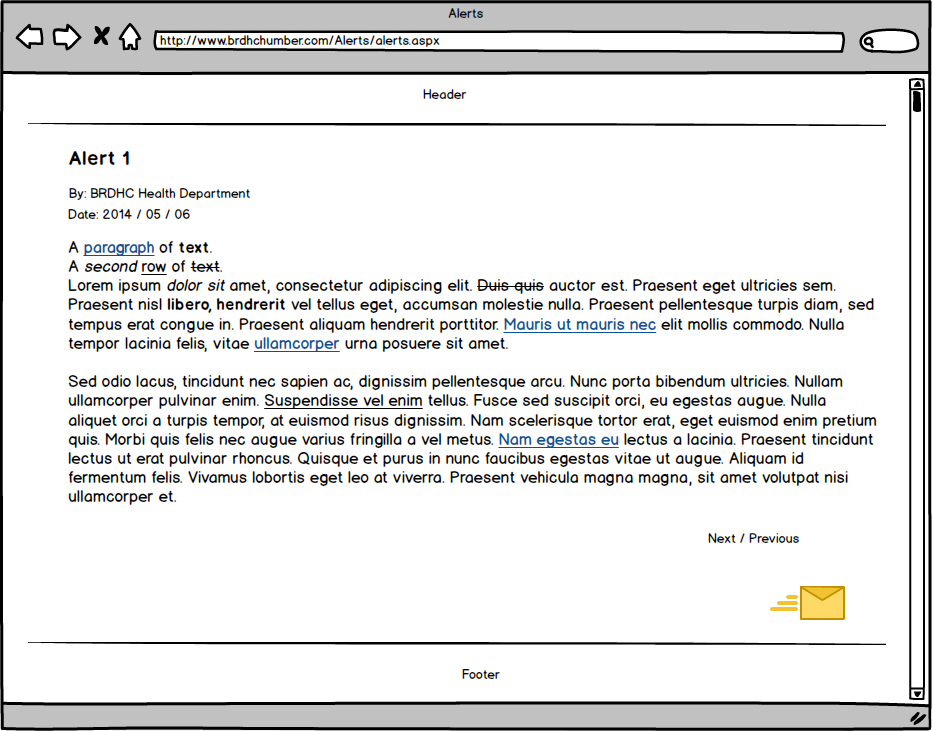 Alerts
http://www.brdhchumber.com/Alerts/alerts.aspx
Header
Alert 1
By: BRDHC Health Department
Date: 2014 / 05 / 06
A paragraph of text.
A second row of text.
Lorem ipsum dolor sit amet, consectetur adipiscing elit. Duis quis auctor est. Praesent eget ultricies sem.
Praesent nisl libero, hendrerit vel tellus eget, accumsan molestie nulla. Praesent pellentesque turpis diam, sed
tempus erat congue in. Praesent aliquam hendrerit porttitor. Mauris ut mauris nec elit mollis commodo. Nulla
tempor lacinia felis, vitae ullamcorper urna posuere sit amet.
Sed odio lacus, tincidunt nec sapien ac, dignissim pellentesque arcu. Nunc porta bibendum ultricies. Nullam
ullamcorper pulvinar enim. Suspendisse vel enim tellus. Fusce sed suscipit orci, eu egestas augue. Nulla
aliquet orci a turpis tempor, at euismod risus dignissim. Nam scelerisque tortor erat, eget euismod enim pretium
quis. Morbi quis felis nec augue varius fringilla a vel metus. Nam egestas eu lectus a lacinia. Praesent tincidunt
lectus ut erat pulvinar rhoncus. Quisque et purus in nunc faucibus egestas vitae ut augue. Aliquam id
fermentum felis. Vivamus lobortis eget leo at viverra. Praesent vehicula magna magna, sit amet volutpat nisi
ullamcorper et.
Next / Previous
Footer